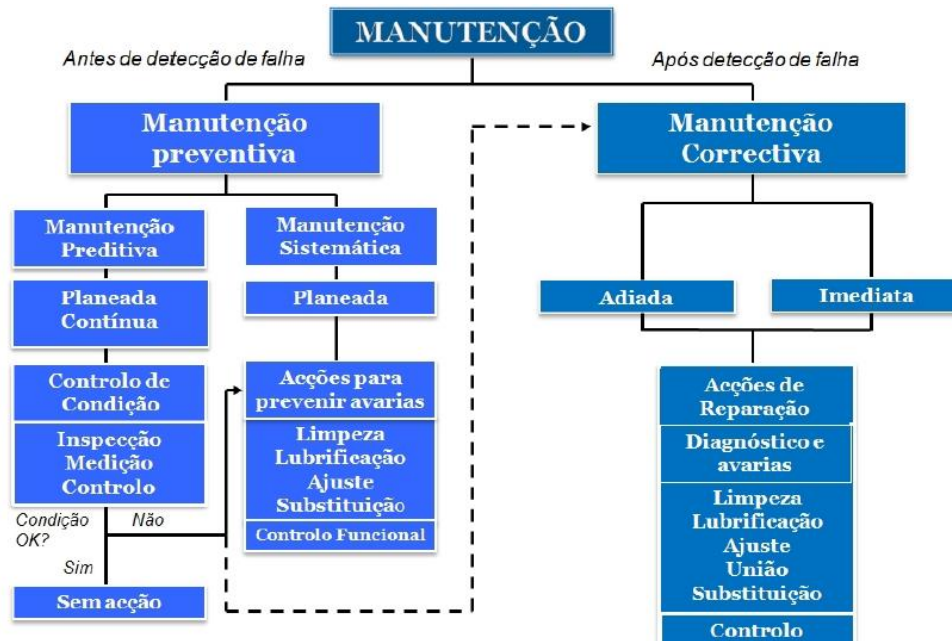 MANUTENÇÃO
Antes de detecção de falha
Após detecção de falha
Manutenção
preventiva
Manutenção
Correctiva
Manutenção
Preditiva
Manutenção
Sistemática
Planeada
Contínua
Planeada
Adiada
Imediata
Controlo de
Condição
Inspecção
Medição
Controlo
Acções para
prevenir avarias
Limpeza
Lubrificação
Ajuste
Substituição
Controlo Funcional
Condição
OK?
Não
Sim
Sem acção
Acções de
Reparação
Diagnóstico e
avarias
Limpeza
Lubrificação
Ajuste
União
Substituição
Controlo